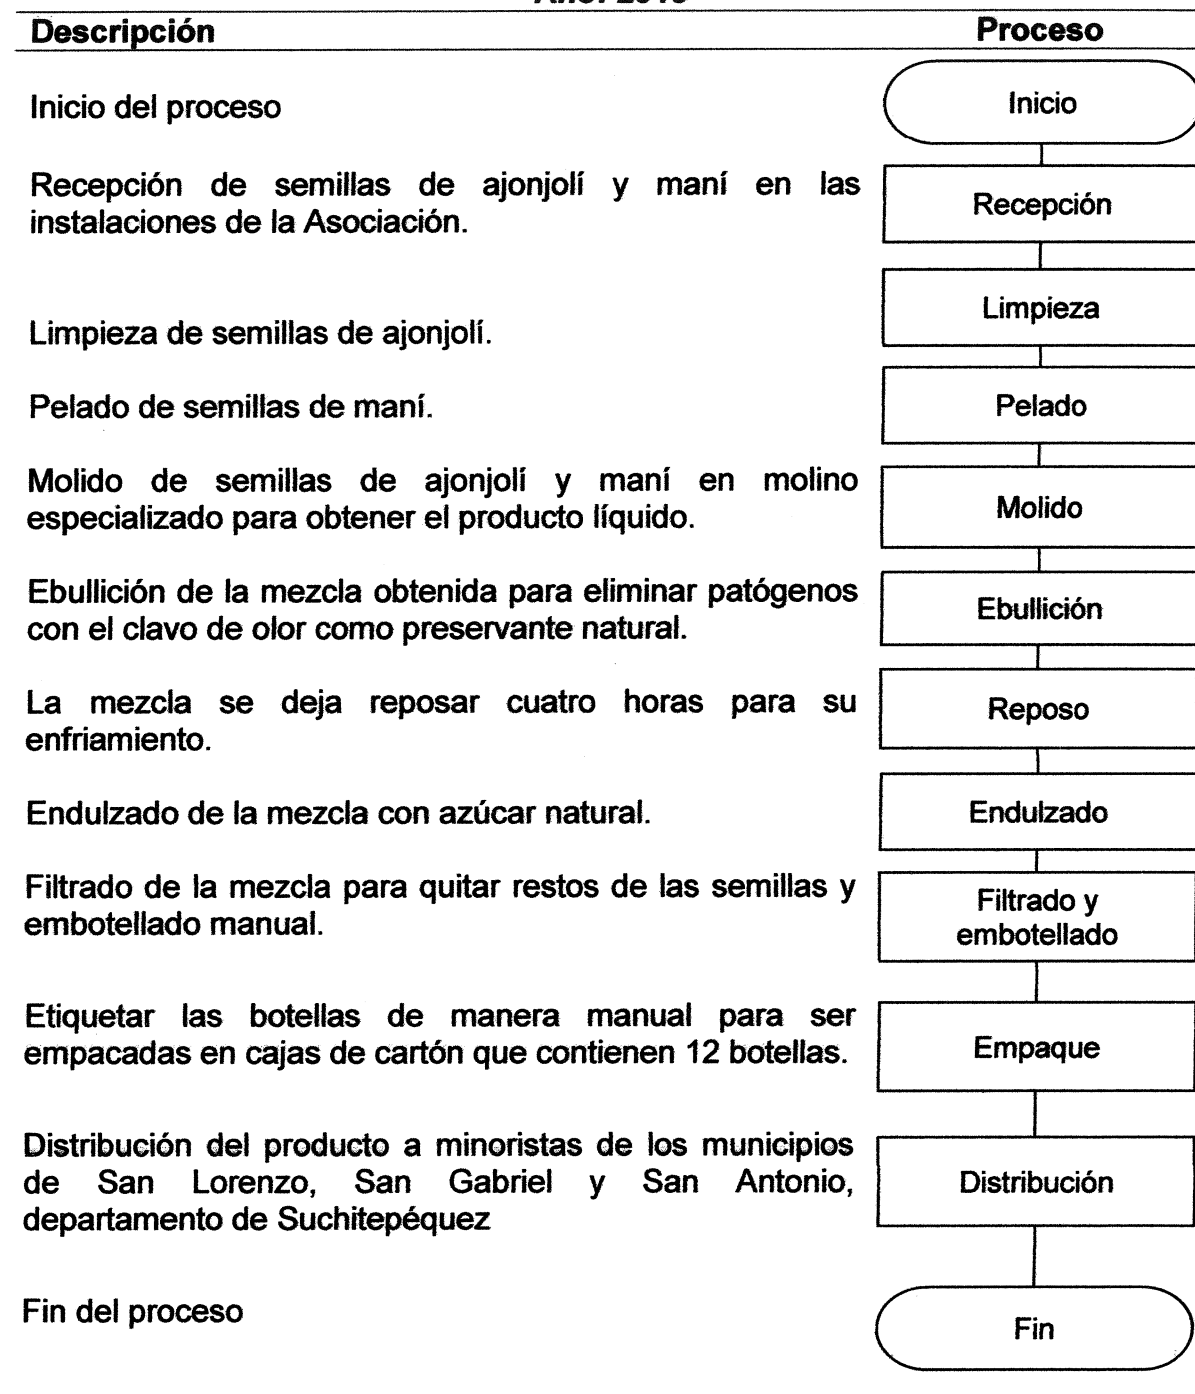 Descripción Proceso
Inicio del proceso
Inicio
Recepción de semillas de ajonjolí y maní en las
instalaciones de la Asociación.
Recepción
Limpieza de semillas de ajonjolí.
Limpieza
Pelado de semillas de maní.
Pelado
Molido de semillas de ajonjolí y maní en molino
especializado para obtener el producto líquido.
Molido
Ebullición de la mezcla obtenida para eliminar patógenos
con el clavo de olor como preservante natural.
Ebullición
La mezcla se deja reposar cuatro horas para su
enfriamiento.
Reposo
Endulzado de la mezcla con azúcar natural.
Endulzado
Filtrado de la mezcla para quitar restos de las semillas y
embotellado manual.
Filtrado y
embotellado
Etiquetar las botellas de manera manual para ser
empacadas en cajas de cartón que contienen 12 botellas.
Empaque
Distribución del producto a minoristas de los municipios
de San Lorenzo, San Gabriel y San Antonio,
departamento de Suchitepéquez
Distribución
Fin del proceso
Fin